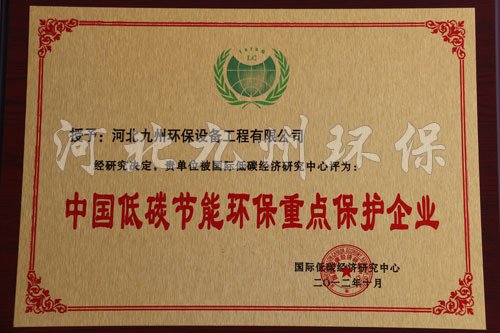 LC
授予：河北九州环保设备工程有限公司
河北九州环保
经研究决定，贵单位被国际低碳经济研究中心评为：
中国低碳节能环保重点保护企业
国际低碳经济研究中心
二〇一二年十月